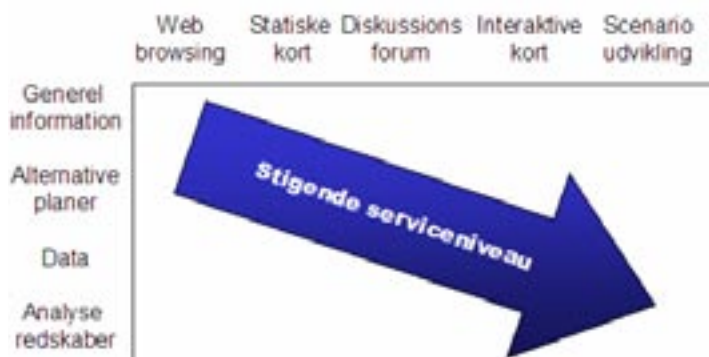 Web browsing
Statiske kort
Diskussions forum
Interaktive kort
Scenario udvikling
Generel information
Alternative planer
Data
Analyse redskaber
Stigende serviceniveau